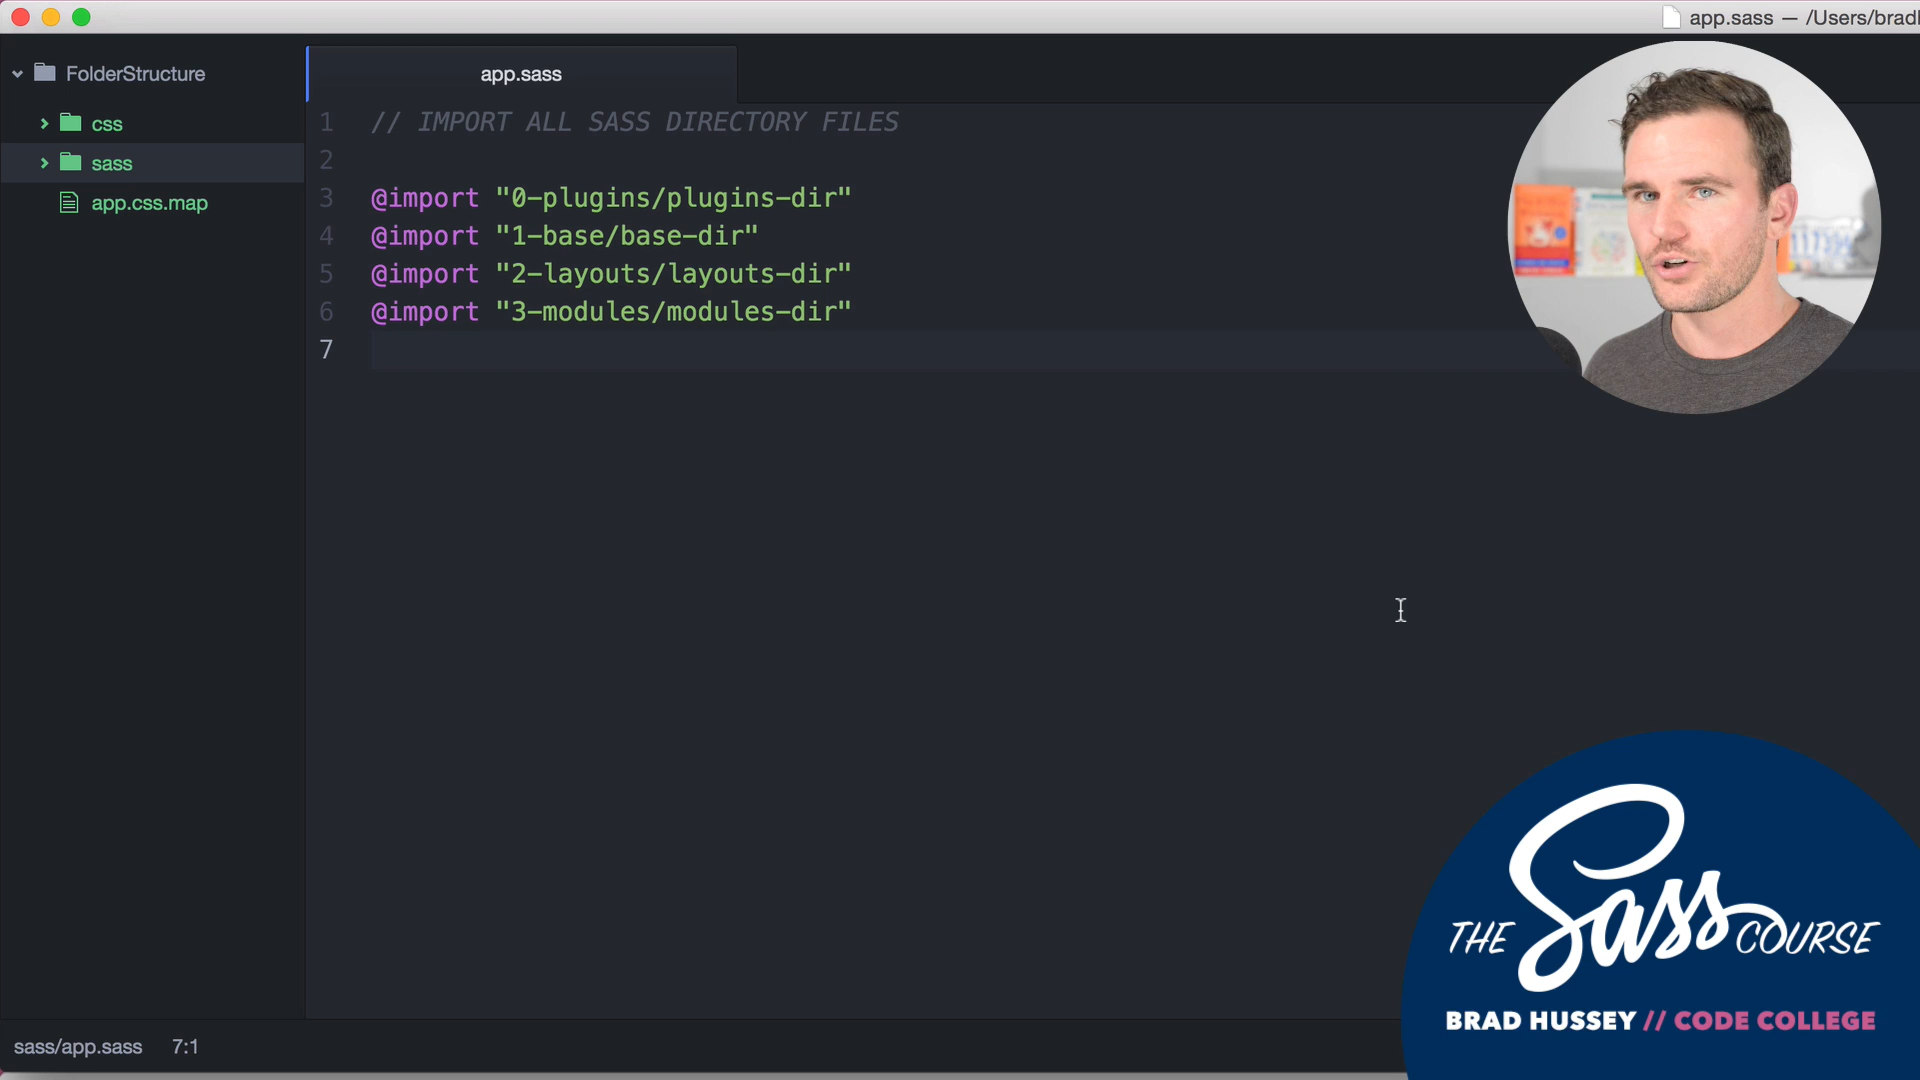 app.sass — /Users/bradl
FolderStructure
css
sass
app.css.map
app.sass
1 // IMPORT ALL SASS DIRECTORY FILES
2
3 @import "0-plugins/plugins-dir"
4 @import "1-base/base-dir"
5 @import "2-layouts/layouts-dir"
6 @import "3-modules/modules-dir"
7
THE Sass COURSE
BRAD HUSSEY // CODE COLLEGE
sass/app.sass 7:1